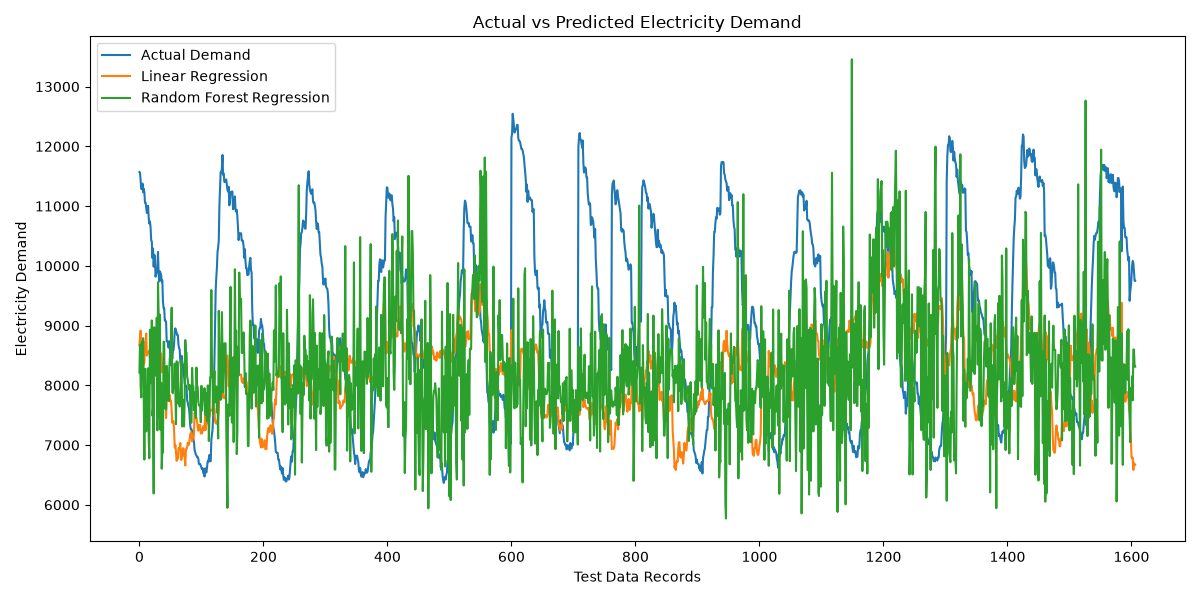 Actual vs Predicted Electricity Demand
Actual Demand
Linear Regression
Random Forest Regression
Electricity Demand
13000
12000
11000
10000
9000
8000
7000
6000
0 200 400 600 800 1000 1200 1400 1600
Test Data Records